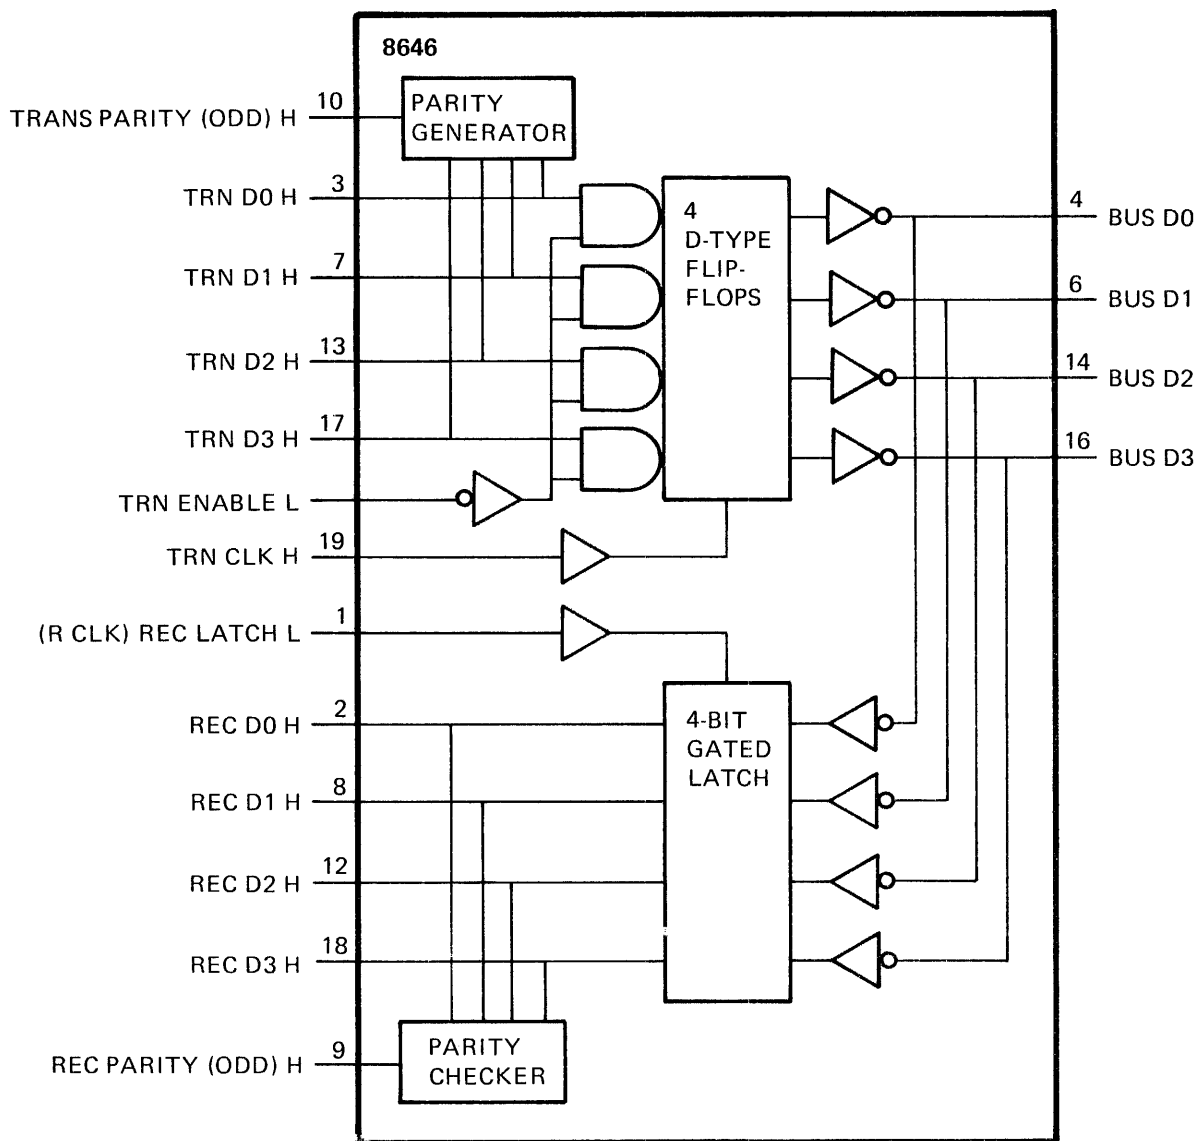 8646
TRANS PARITY (ODD) H
10
PARITY
GENERATOR
TRN D0 H
3
TRN D1 H
7
TRN D2 H
13
TRN D3 H
17
TRN ENABLE L
TRN CLK H
19
4
D-TYPE
FLIP-
FLOPS
4
BUS D0
6
BUS D1
14
BUS D2
16
BUS D3
(R CLK) REC LATCH L
1
REC D0 H
2
REC D1 H
8
REC D2 H
12
REC D3 H
18
4-BIT
GATED
LATCH
REC PARITY (ODD) H
9
PARITY
CHECKER